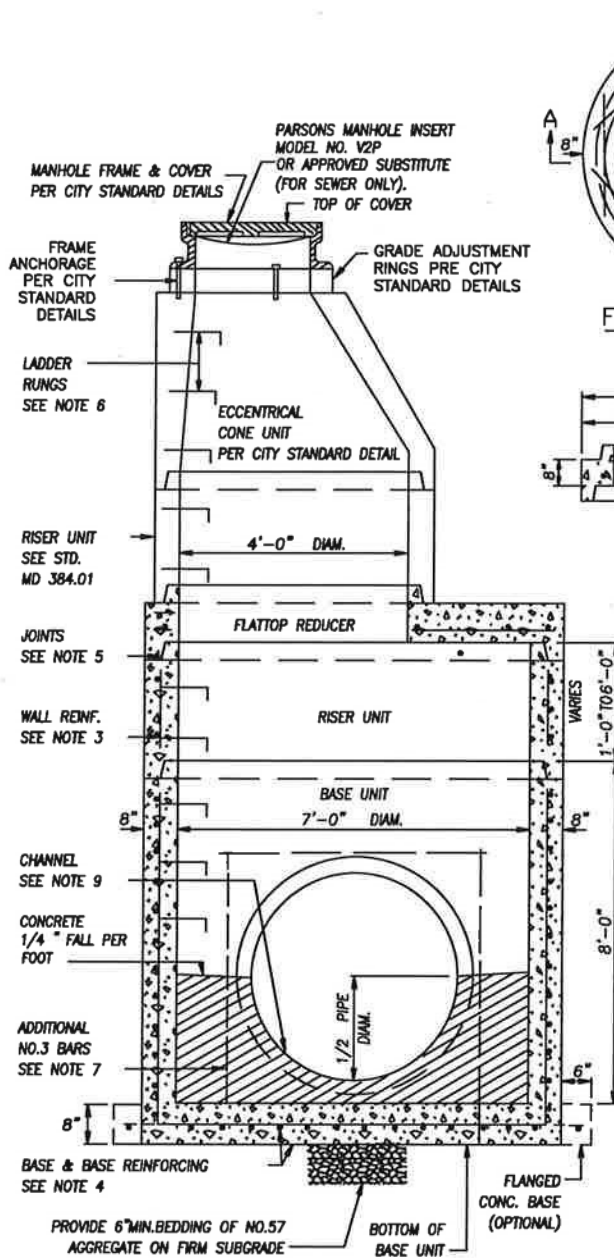 PARSONS MANHOLE INSERT
MODEL NO. V2P
OR APPROVED SUBSTITUTE
(FOR SEWER ONLY).
MANHOLE FRAME & COVER
PER CITY STANDARD DETAILS
TOP OF COVER
A
8"
FRAME
ANCHORAGE
PER CITY
STANDARD
DETAILS
GRADE ADJUSTMENT
RINGS PRE CITY
STANDARD DETAILS
F
LADDER
RUNGS
SEE NOTE 6
ECCENTRICAL
CONE UNIT
PER CITY STANDARD DETAIL
8"
RISER UNIT
SEE STD.
MD 384.01
4'-0" DIAM.
FLATTOP REDUCER
JOINTS
SEE NOTE 5
VARIES
1'-0"TO6'-0"
WALL REINF.
SEE NOTE 3
RISER UNIT
BASE UNIT
8"
7'-0" DIAM.
8"
CHANNEL
SEE NOTE 9
8'-0"
CONCRETE
1/4 " FALL PER
FOOT
1/2 PIPE
DIAM.
ADDITIONAL
NO.3 BARS
SEE NOTE 7
6"
8"
BASE & BASE REINFORCING
SEE NOTE 4
FLANGED
CONC. BASE
(OPTIONAL)
PROVIDE 6"MIN.BEDDING OF NO.57
AGGREGATE ON FIRM SUBGRADE
BOTTOM OF
BASE UNIT